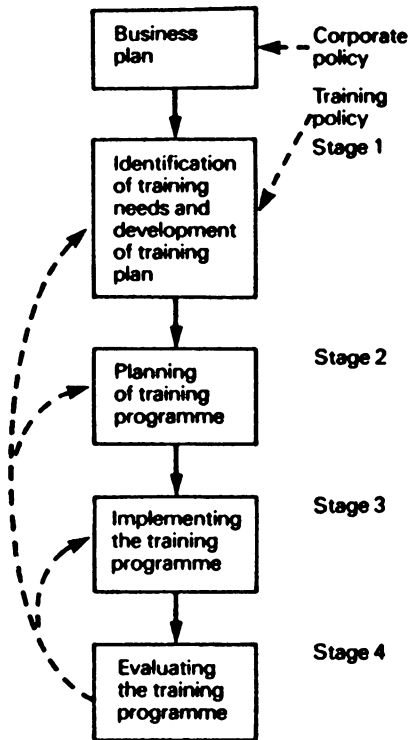 Business
plan
Corporate
policy
Training
policy
Stage 1
Identification
of training
needs and
development
of training
plan
Stage 2
Planning
of training
programme
Stage 3
Implementing
the training
programme
Stage 4
Evaluating
the training
programme